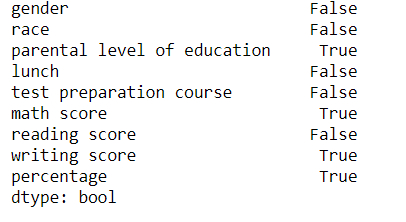 gender False
race False
parental level of education True
lunch False
test preparation course False
math score True
reading score False
writing score True
percentage True
dtype: bool